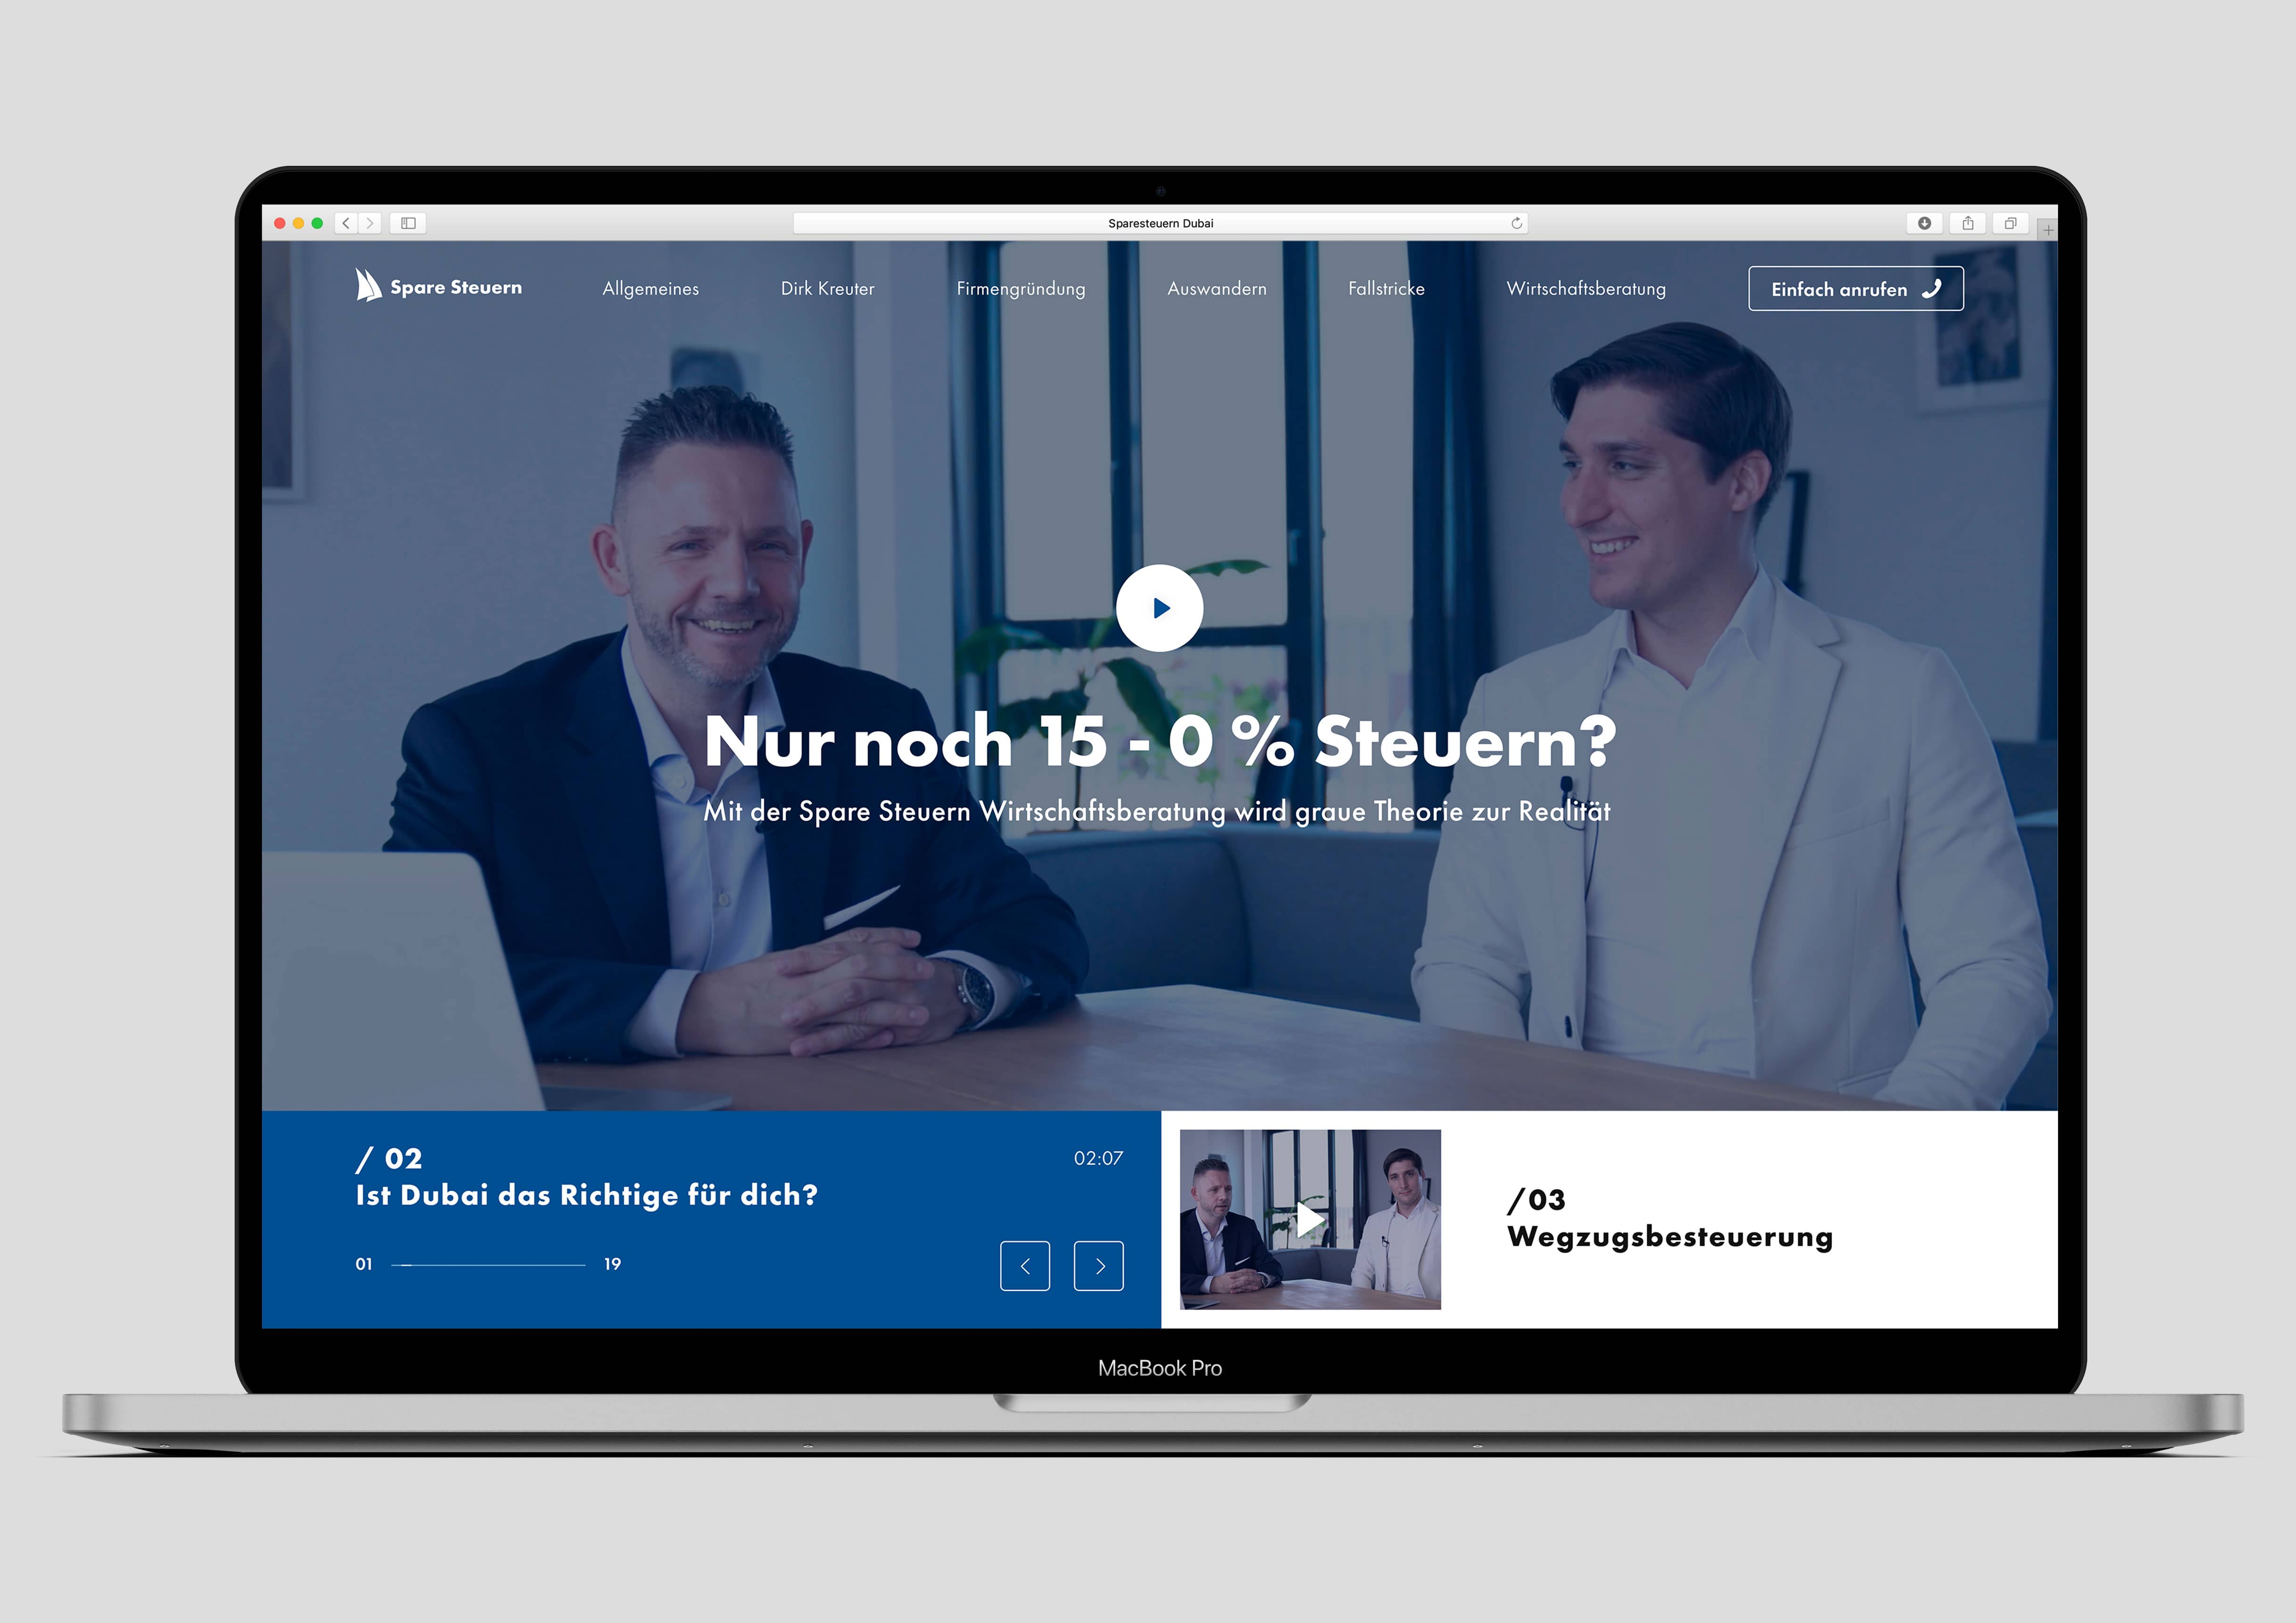 Sparesteuern Dubai
Spare Steuern
Allgemeines
Dirk Kreuter
Firmengründung
Auswandern
Fallstricke
Wirtschaftsberatung
Einfach anrufen
Nur noch 15 - 0 % Steuern?
Mit der Spare Steuern Wirtschaftsberatung wird graue Theorie zur Realität
/ 02
02:07
Ist Dubai das Richtige für dich?
01
19
/03
Wegzugsbesteuerung
MacBook Pro